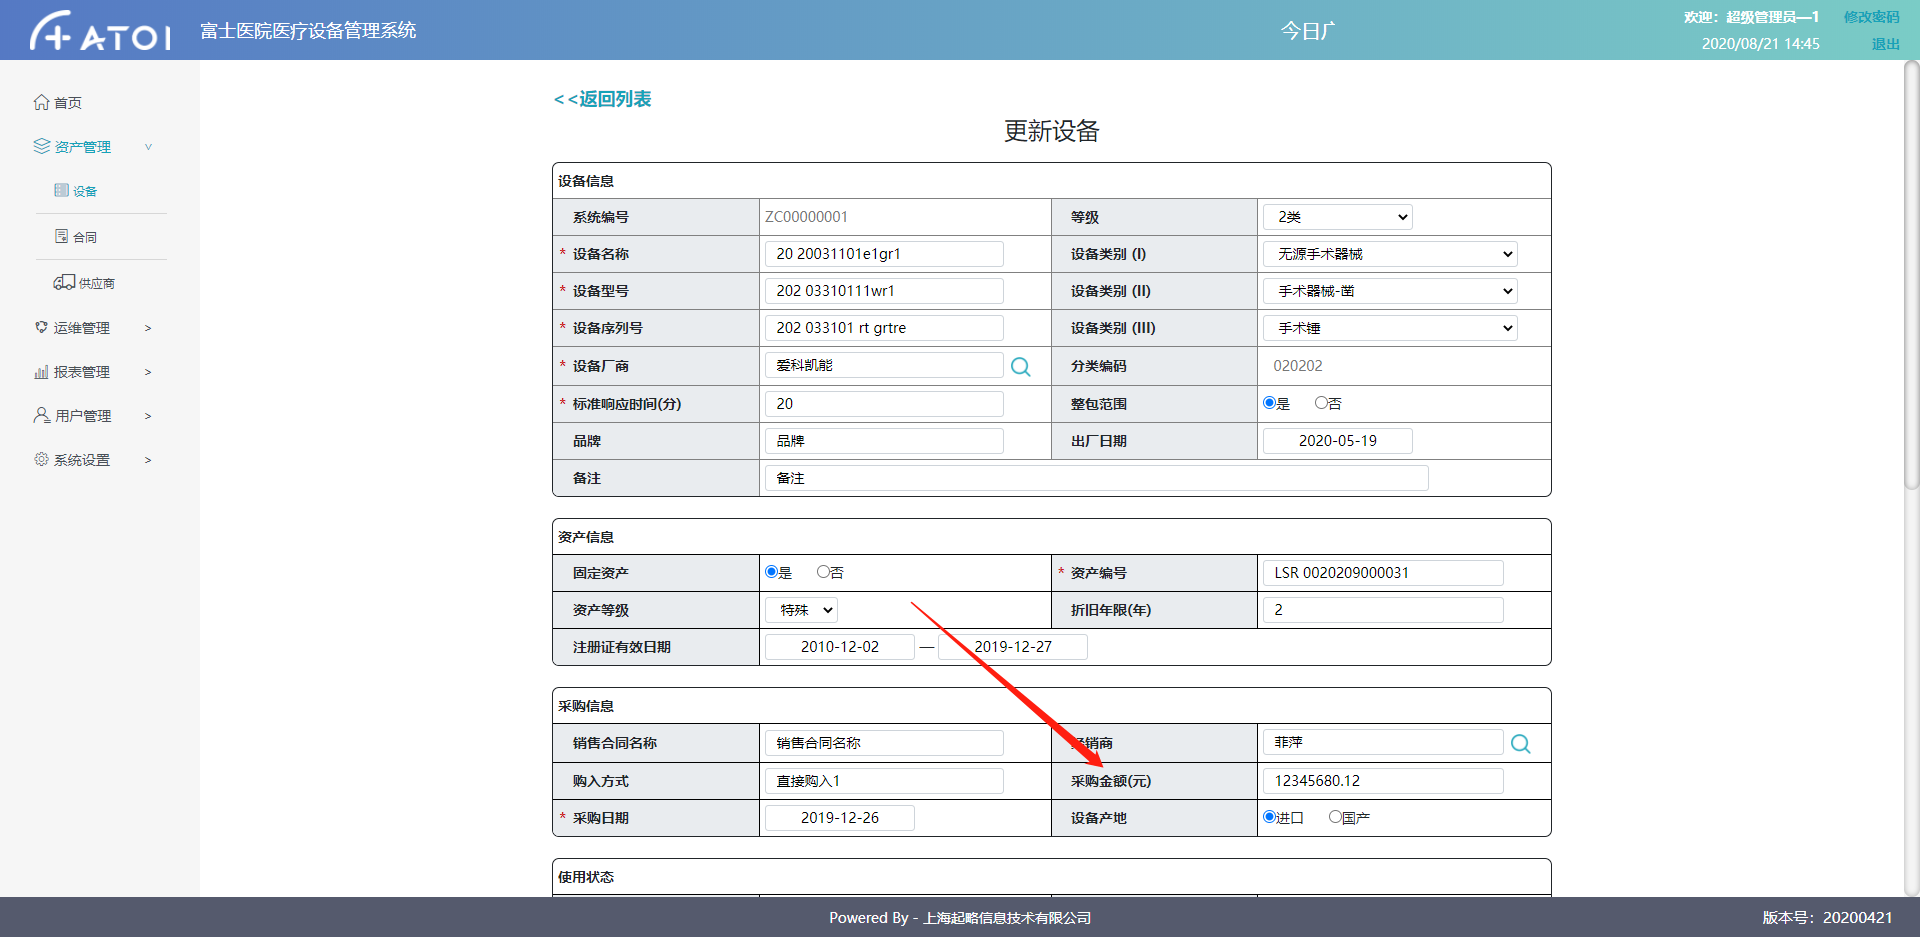 ATOI 富士医院医疗设备管理系统
今日广
欢迎：超级管理员—1 修改密码
2020/08/21 14:45 退出
首页
资产管理
设备
合同
供应商
运维管理 >
报表管理 >
用户管理 >
系统设置 >
<<返回列表
更新设备
设备信息
系统编号 ZC00000001 等级 2类
* 设备名称 20 20031101e1gr1 设备类别 (I) 无源手术器械
* 设备型号 202 03310111wr1 设备类别 (II) 手术器械-凿
* 设备序列号 202 033101 rt grtre 设备类别 (III) 手术锤
* 设备厂商 爱科凯能 分类编码 020202
* 标准响应时间(分) 20 整包范围 是 否
品牌 品牌 出厂日期 2020-05-19
备注 备注
资产信息
固定资产 是 否 * 资产编号 LSR 0020209000031
资产等级 特殊 折旧年限(年) 2
注册证有效日期 2010-12-02 — 2019-12-27
采购信息
销售合同名称 销售合同名称 销商 菲萍
购入方式 直接购入1 采购金额(元) 12345680.12
* 采购日期 2019-12-26 设备产地 进口 国产
使用状态
Powered By - 上海起略信息技术有限公司
版本号：20200421